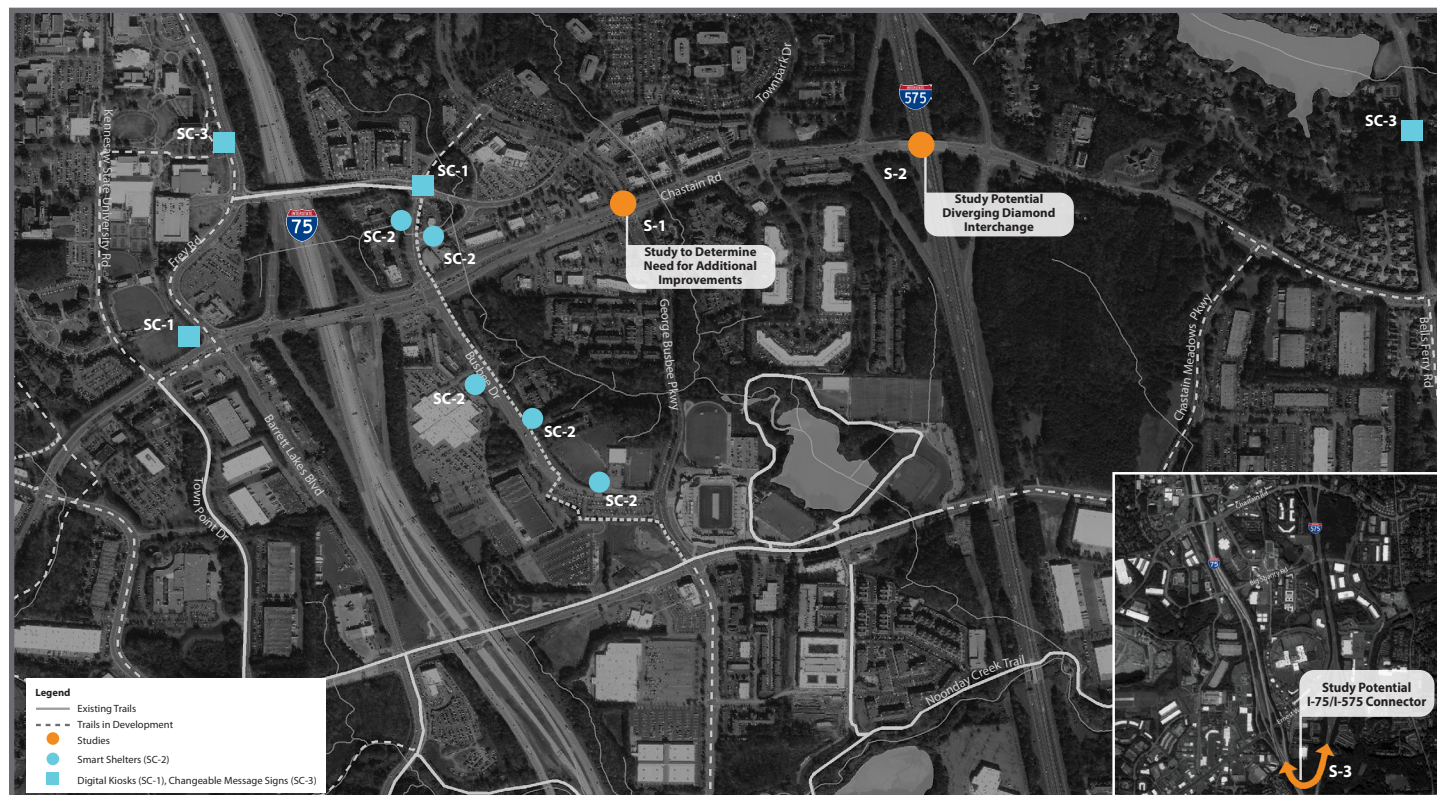 Townpark Dr
INTERSTATE
575
Kennesaw State University Rd
SC-3
SC-3
SC-1
S-2
Chastain Rd
S-1
Study Potential
Diverging Diamond
Interchange
INTERSTATE
75
SC-2
SC-2
Frey Rd
Study to Determine
Need for Additional
Improvements
George Busbee Pkwy
Chastain Meadows Pkwy
Bells Ferry Rd
SC-1
Busbee Dr
SC-2
SC-2
SC-2
Barrett Lakes Blvd
Town Point Dr
Noonday Creek Trail
Chastain Rd
575
75
Study Potential
I-75/I-575 Connector
S-3
Legend
Existing Trails
Trails in Development
Studies
Smart Shelters (SC-2)
Digital Kiosks (SC-1), Changeable Message Signs (SC-3)